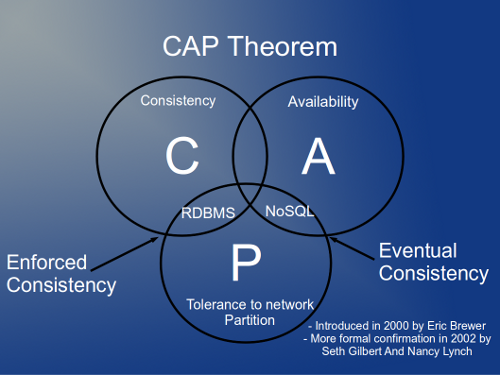 CAP Theorem
Consistency
Availability
C
A
RDBMS
NoSQL
Enforced
Consistency
P
Eventual
Consistency
Tolerance to network
Partition
- Introduced in 2000 by Eric Brewer
- More formal confirmation in 2002 by
Seth Gilbert And Nancy Lynch